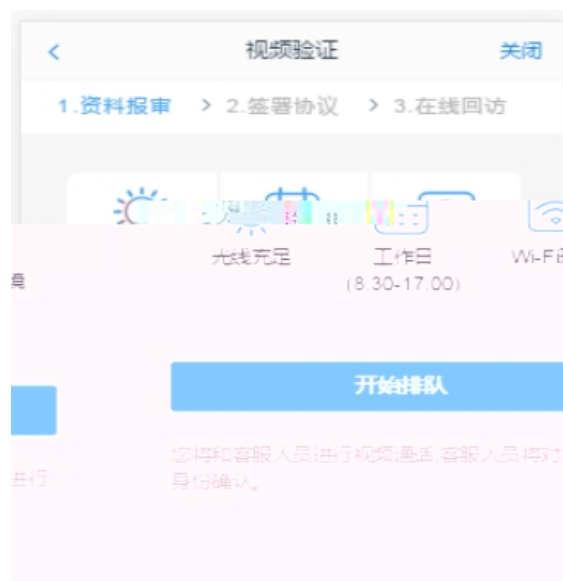 < 视频验证 关闭
1.资料报审 > 2.签署协议 > 3.在线回访
光线充足 工作日 Wi-Fi
境 (8:30-17:00)
开始排队
您将和客服人员进行视频通话,客服人员将对
进行 身份确认。